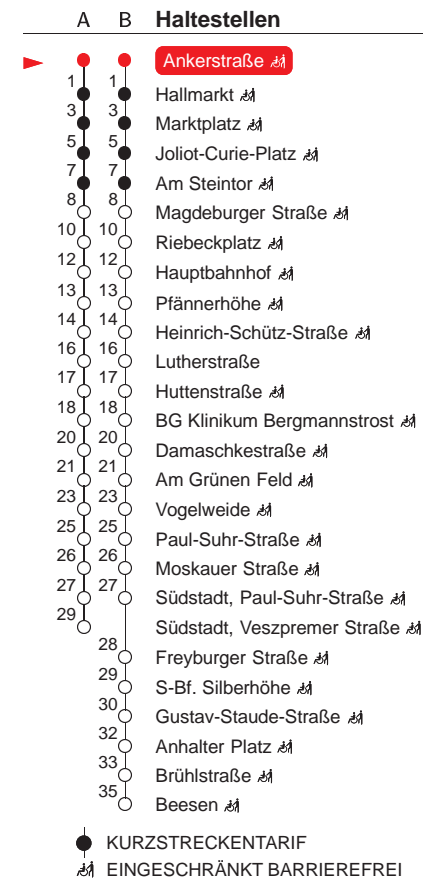 A B Haltestellen
Ankerstraße
1 1 Hallmarkt
3 3 Marktplatz
5 5 Joliot-Curie-Platz
7 7 Am Steintor
8 8 Magdeburger Straße
10 10 Riebeckplatz
12 12 Hauptbahnhof
13 13 Pfännerhöhe
14 14 Heinrich-Schütz-Straße
16 16 Lutherstraße
17 17 Huttenstraße
18 18 BG Klinikum Bergmannstrost
20 20 Damaschkestraße
21 21 Am Grünen Feld
23 23 Vogelweide
25 25 Paul-Suhr-Straße
26 26 Moskauer Straße
27 27 Südstadt, Paul-Suhr-Straße
29 Südstadt, Veszpremer Straße
28 Freyburger Straße
29 S-Bf. Silberhöhe
30 Gustav-Staude-Straße
32 Anhalter Platz
33 Brühlstraße
35 Beesen
KURZSTRECKENTARIF
EINGESCHRÄNKT BARRIEREFREI